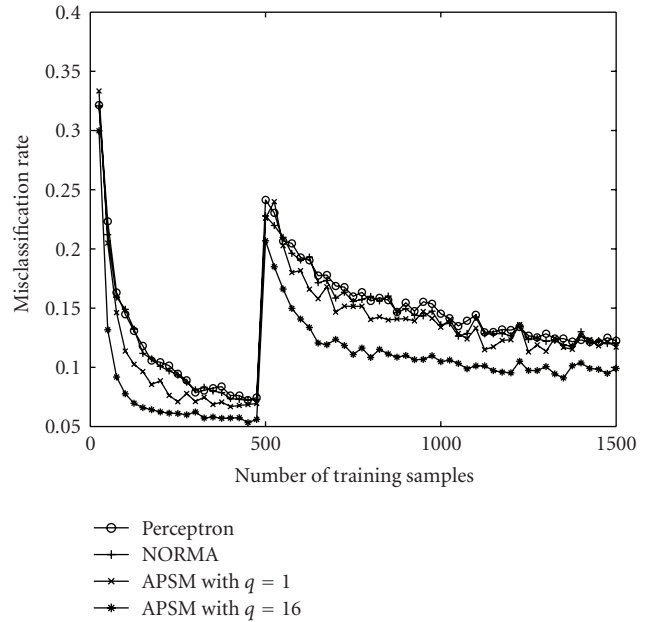 0.4
0.35
0.3
0.25
0.2
0.15
0.1
0.05
Misclassification rate
0 500 1000 1500
Number of training samples
Perceptron
NORMA
APSM with q = 1
APSM with q = 16